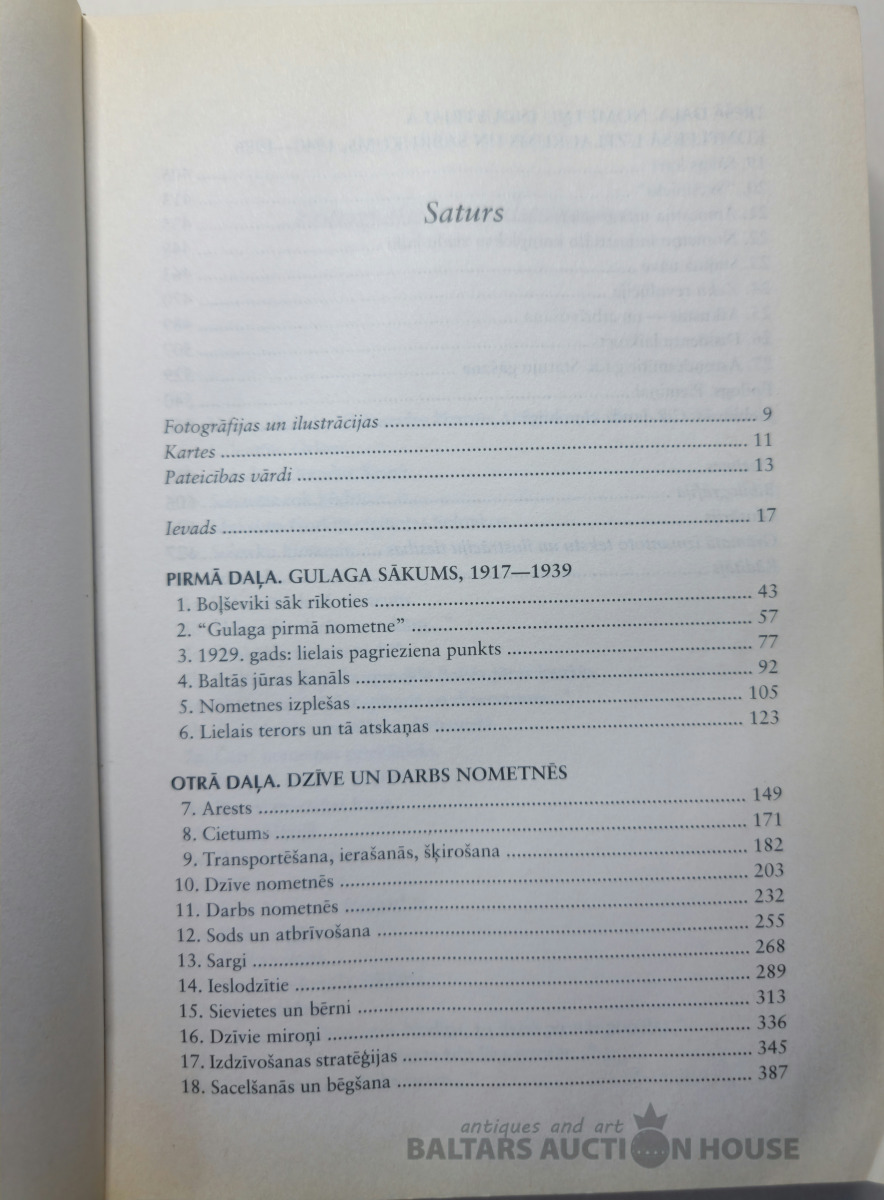 Saturs
Fotogrāfijas un ilustrācijas ........ 9
Kartes ........ 11
Pateicības vārdi ........ 13
Ievads ........ 17
PIRMĀ DAĻA. GULAGA SĀKUMS, 1917—1939
1. Boļševiki sāk rīkoties ........ 43
2. “Gulaga pirmā nometne” ........ 57
3. 1929. gads: lielais pagrieziena punkts ........ 77
4. Baltās jūras kanāls ........ 92
5. Nometnes izplešas ........ 105
6. Lielais terors un tā atskaņas ........ 123
OTRĀ DAĻA. DZĪVE UN DARBS NOMETNĒS
7. Arests ........ 149
8. Cietums ........ 171
9. Transportēšana, ierašanās, šķirošana ........ 182
10. Dzīve nometnēs ........ 203
11. Darbs nometnēs ........ 232
12. Sods un atbrīvošana ........ 255
13. Sargi ........ 268
14. Ieslodzītie ........ 289
15. Sievietes un bērni ........ 313
16. Dzīvie miroņi ........ 336
17. Izdzīvošanas stratēģijas ........ 345
18. Sacelšanās un bēgšana ........ 387
antiques and art
BALTARS AUCTION HOUSE